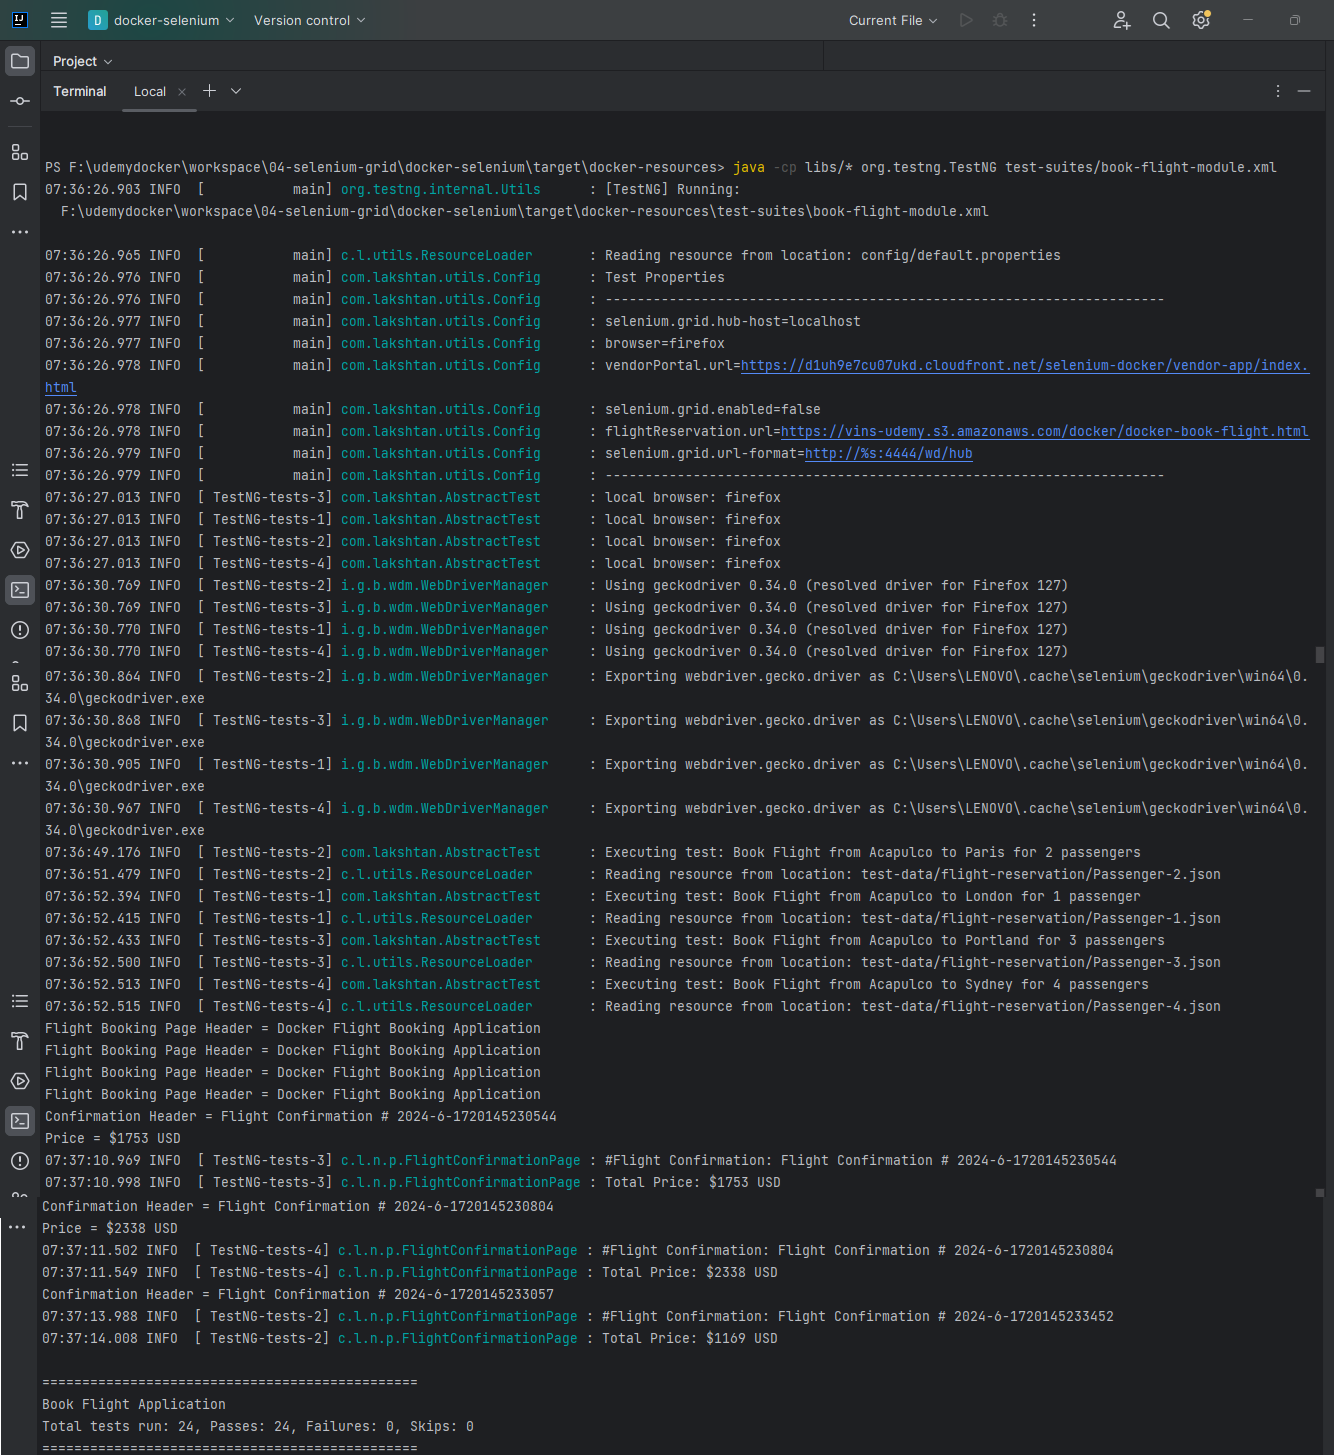 D docker-selenium Version control Current File
Project
Terminal Local
PS F:\udemydocker\workspace\04-selenium-grid\docker-selenium\target\docker-resources> java -cp libs/* org.testng.TestNG test-suites/book-flight-module.xml
07:36:26.903 INFO  [           main] org.testng.internal.Utils      : [TestNG] Running:
F:\udemydocker\workspace\04-selenium-grid\docker-selenium\target\docker-resources\test-suites\book-flight-module.xml
07:36:26.965 INFO  [           main] c.l.utils.ResourceLoader       : Reading resource from location: config/default.properties
07:36:26.976 INFO  [           main] com.lakshtan.utils.Config      : Test Properties
07:36:26.976 INFO  [           main] com.lakshtan.utils.Config      : ----------------------------------------------------------------------
07:36:26.977 INFO  [           main] com.lakshtan.utils.Config      : selenium.grid.hub-host=localhost
07:36:26.977 INFO  [           main] com.lakshtan.utils.Config      : browser=firefox
07:36:26.978 INFO  [           main] com.lakshtan.utils.Config      : vendorPortal.url=https://d1uh9e7cu07ukd.cloudfront.net/selenium-docker/vendor-app/index.
html
07:36:26.978 INFO  [           main] com.lakshtan.utils.Config      : selenium.grid.enabled=false
07:36:26.978 INFO  [           main] com.lakshtan.utils.Config      : flightReservation.url=https://vins-udemy.s3.amazonaws.com/docker/docker-book-flight.html
07:36:26.979 INFO  [           main] com.lakshtan.utils.Config      : selenium.grid.url-format=http://%s:4444/wd/hub
07:36:26.979 INFO  [           main] com.lakshtan.utils.Config      : ----------------------------------------------------------------------
07:36:27.013 INFO  [ TestNG-tests-3] com.lakshtan.AbstractTest      : local browser: firefox
07:36:27.013 INFO  [ TestNG-tests-1] com.lakshtan.AbstractTest      : local browser: firefox
07:36:27.013 INFO  [ TestNG-tests-2] com.lakshtan.AbstractTest      : local browser: firefox
07:36:27.013 INFO  [ TestNG-tests-4] com.lakshtan.AbstractTest      : local browser: firefox
07:36:30.769 INFO  [ TestNG-tests-2] i.g.b.wdm.WebDriverManager     : Using geckodriver 0.34.0 (resolved driver for Firefox 127)
07:36:30.769 INFO  [ TestNG-tests-3] i.g.b.wdm.WebDriverManager     : Using geckodriver 0.34.0 (resolved driver for Firefox 127)
07:36:30.770 INFO  [ TestNG-tests-1] i.g.b.wdm.WebDriverManager     : Using geckodriver 0.34.0 (resolved driver for Firefox 127)
07:36:30.770 INFO  [ TestNG-tests-4] i.g.b.wdm.WebDriverManager     : Using geckodriver 0.34.0 (resolved driver for Firefox 127)
07:36:30.864 INFO  [ TestNG-tests-2] i.g.b.wdm.WebDriverManager     : Exporting webdriver.gecko.driver as C:\Users\LENOVO\.cache\selenium\geckodriver\win64\0.
34.0\geckodriver.exe
07:36:30.868 INFO  [ TestNG-tests-3] i.g.b.wdm.WebDriverManager     : Exporting webdriver.gecko.driver as C:\Users\LENOVO\.cache\selenium\geckodriver\win64\0.
34.0\geckodriver.exe
07:36:30.905 INFO  [ TestNG-tests-1] i.g.b.wdm.WebDriverManager     : Exporting webdriver.gecko.driver as C:\Users\LENOVO\.cache\selenium\geckodriver\win64\0.
34.0\geckodriver.exe
07:36:30.967 INFO  [ TestNG-tests-4] i.g.b.wdm.WebDriverManager     : Exporting webdriver.gecko.driver as C:\Users\LENOVO\.cache\selenium\geckodriver\win64\0.
34.0\geckodriver.exe
07:36:49.176 INFO  [ TestNG-tests-2] com.lakshtan.AbstractTest      : Executing test: Book Flight from Acapulco to Paris for 2 passengers
07:36:51.479 INFO  [ TestNG-tests-2] c.l.utils.ResourceLoader       : Reading resource from location: test-data/flight-reservation/Passenger-2.json
07:36:52.394 INFO  [ TestNG-tests-1] com.lakshtan.AbstractTest      : Executing test: Book Flight from Acapulco to London for 1 passenger
07:36:52.415 INFO  [ TestNG-tests-1] c.l.utils.ResourceLoader       : Reading resource from location: test-data/flight-reservation/Passenger-1.json
07:36:52.433 INFO  [ TestNG-tests-3] com.lakshtan.AbstractTest      : Executing test: Book Flight from Acapulco to Portland for 3 passengers
07:36:52.500 INFO  [ TestNG-tests-3] c.l.utils.ResourceLoader       : Reading resource from location: test-data/flight-reservation/Passenger-3.json
07:36:52.513 INFO  [ TestNG-tests-4] com.lakshtan.AbstractTest      : Executing test: Book Flight from Acapulco to Sydney for 4 passengers
07:36:52.515 INFO  [ TestNG-tests-4] c.l.utils.ResourceLoader       : Reading resource from location: test-data/flight-reservation/Passenger-4.json
Flight Booking Page Header = Docker Flight Booking Application
Flight Booking Page Header = Docker Flight Booking Application
Flight Booking Page Header = Docker Flight Booking Application
Flight Booking Page Header = Docker Flight Booking Application
Confirmation Header = Flight Confirmation # 2024-6-1720145230544
Price = $1753 USD
07:37:10.969 INFO  [ TestNG-tests-3] c.l.n.p.FlightConfirmationPage : #Flight Confirmation: Flight Confirmation # 2024-6-1720145230544
07:37:10.998 INFO  [ TestNG-tests-3] c.l.n.p.FlightConfirmationPage : Total Price: $1753 USD
Confirmation Header = Flight Confirmation # 2024-6-1720145230804
Price = $2338 USD
07:37:11.502 INFO  [ TestNG-tests-4] c.l.n.p.FlightConfirmationPage : #Flight Confirmation: Flight Confirmation # 2024-6-1720145230804
07:37:11.549 INFO  [ TestNG-tests-4] c.l.n.p.FlightConfirmationPage : Total Price: $2338 USD
Confirmation Header = Flight Confirmation # 2024-6-1720145233057
07:37:13.988 INFO  [ TestNG-tests-2] c.l.n.p.FlightConfirmationPage : #Flight Confirmation: Flight Confirmation # 2024-6-1720145233452
07:37:14.008 INFO  [ TestNG-tests-2] c.l.n.p.FlightConfirmationPage : Total Price: $1169 USD
===============================================
Book Flight Application
Total tests run: 24, Passes: 24, Failures: 0, Skips: 0
===============================================